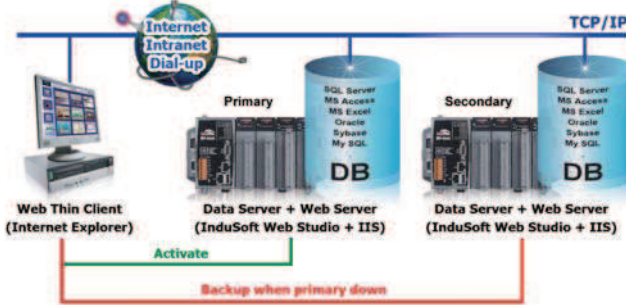 Internet
Intranet
Dial-up
TCP/IP
Primary
SQL Server
MS Access
MS Excel
Oracle
Sybase
My SQL
DB
Secondary
SQL Server
MS Access
MS Excel
Oracle
Sybase
My SQL
DB
Web Thin Client
(Internet Explorer)
Data Server + Web Server
(InduSoft Web Studio + IIS)
Data Server + Web Server
(InduSoft Web Studio + IIS)
Activate
Backup when primary down